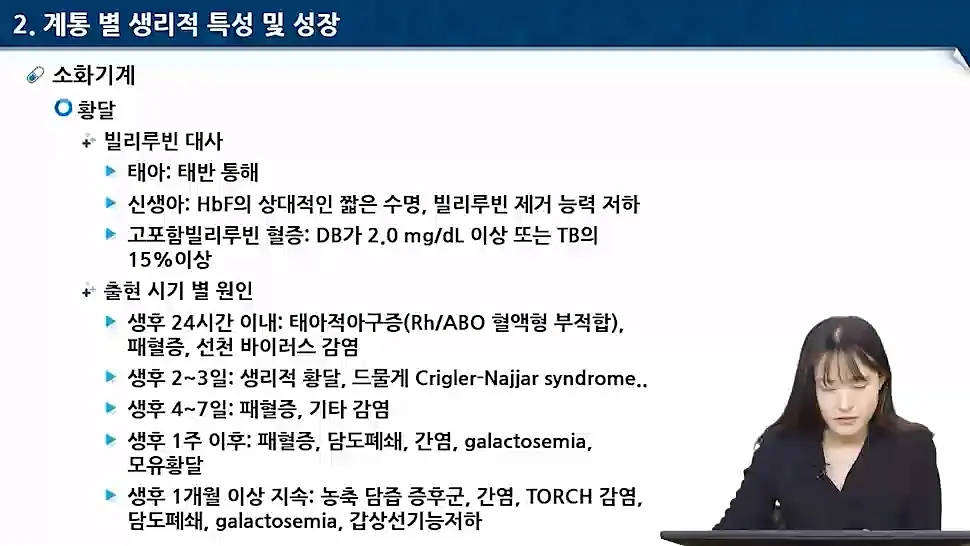 2. 계통 별 생리적 특성 및 성장
소화기계
황달
빌리루빈 대사
태아: 태반 통해
신생아: HbF의 상대적인 짧은 수명, 빌리루빈 제거 능력 저하
고포함빌리루빈 혈증: DB가 2.0 mg/dL 이상 또는 TB의
15%이상
출현 시기 별 원인
생후 24시간 이내: 태아적아구증(Rh/ABO 혈액형 부적합),
패혈증, 선천 바이러스 감염
생후 2~3일: 생리적 황달, 드물게 Crigler-Najjar syndrome..
생후 4~7일: 패혈증, 기타 감염
생후 1주 이후: 패혈증, 담도폐쇄, 간염, galactosemia,
모유황달
생후 1개월 이상 지속: 농축 담즙 증후군, 간염, TORCH 감염,
담도폐쇄, galactosemia, 갑상선기능저하